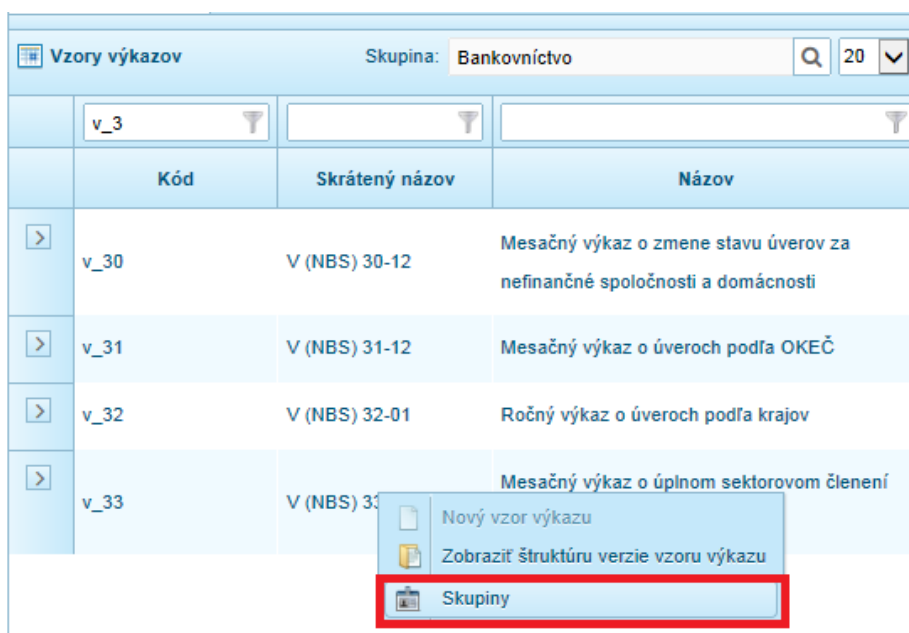 Vzory výkazov Skupina: Bankovníctvo 20
v_3
Kód Skrátený názov Názov
v_30 V (NBS) 30-12 Mesačný výkaz o zmene stavu úverov za
nefinančné spoločnosti a domácnosti
v_31 V (NBS) 31-12 Mesačný výkaz o úveroch podľa OKEČ
v_32 V (NBS) 32-01 Ročný výkaz o úveroch podľa krajov
Mesačný výkaz o úplnom sektorovom členení
v_33 V (NBS)
Nový vzor výkazu
Zobraziť štruktúru verzie vzoru výkazu
Skupiny